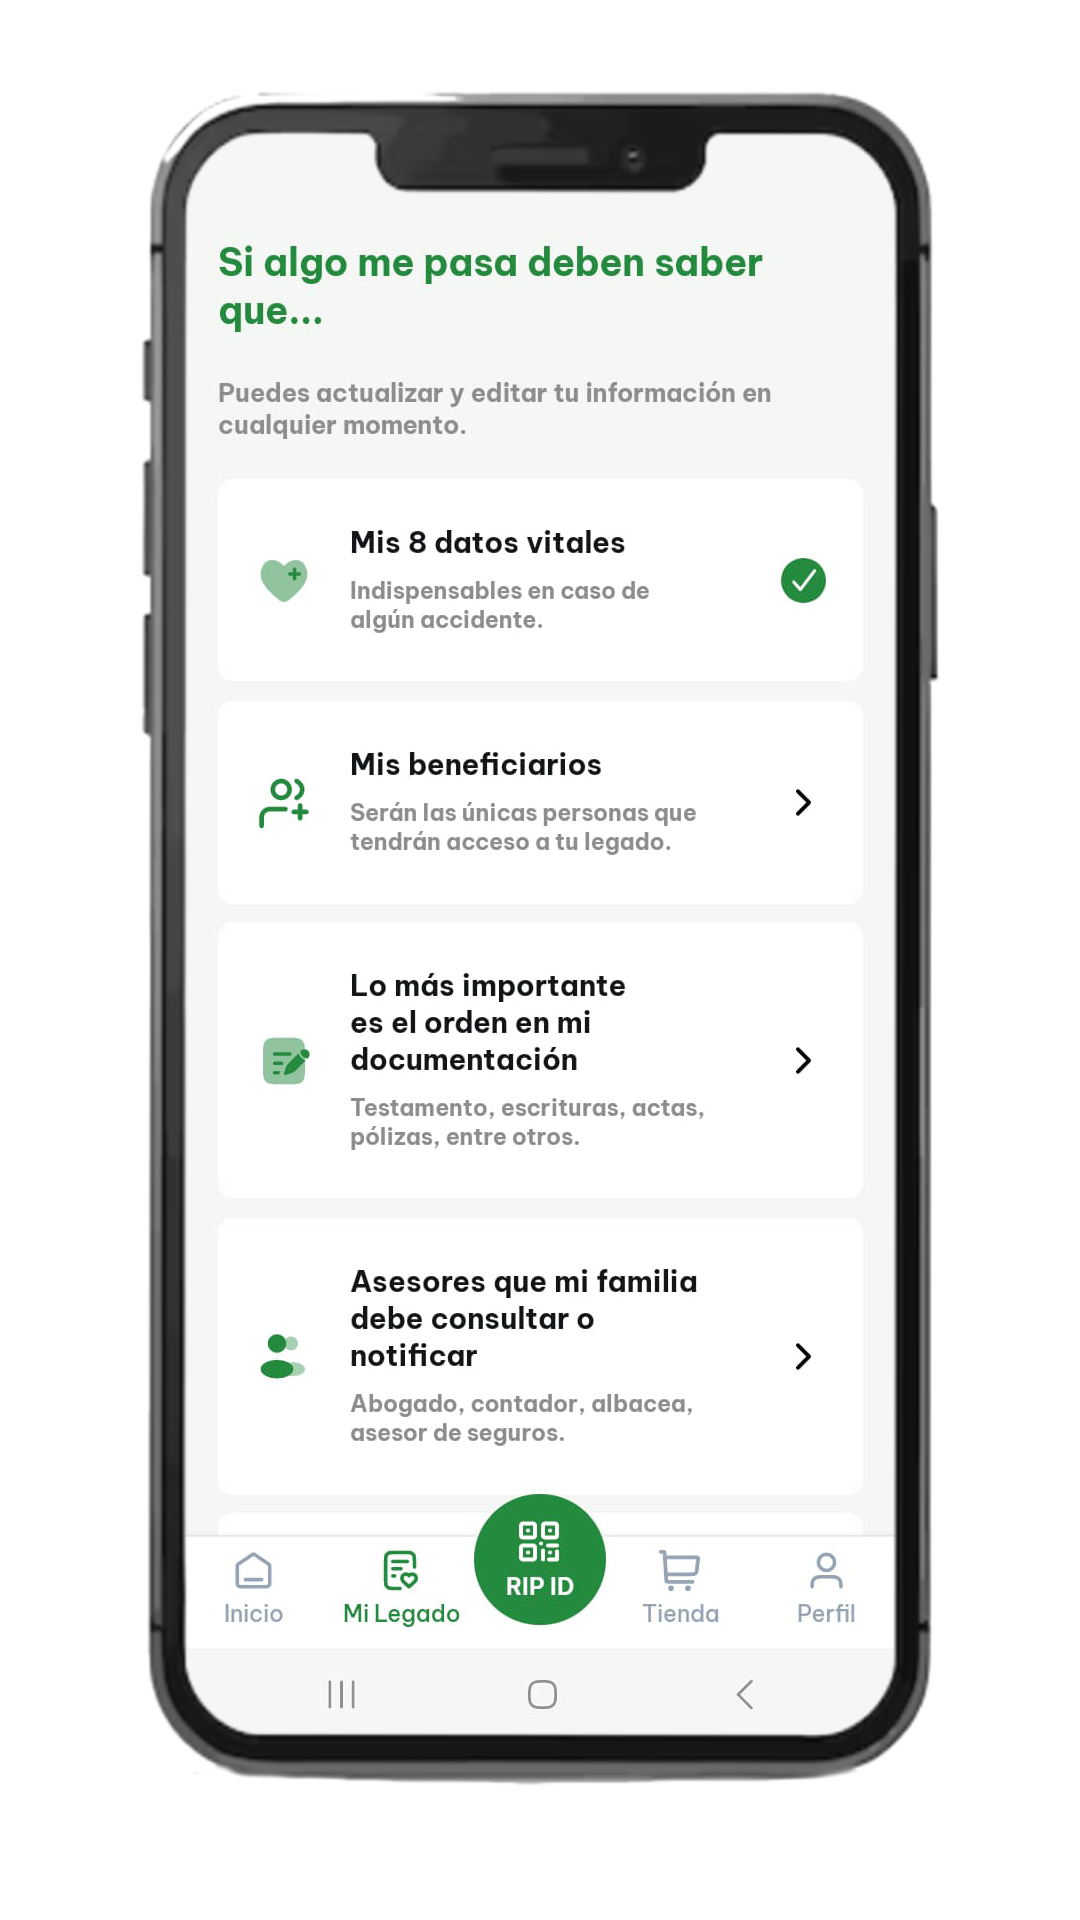 Si algo me pasa deben saber
que...
Puedes actualizar y editar tu información en
cualquier momento.
Mis 8 datos vitales
Indispensables en caso de
algún accidente.
Mis beneficiarios
Serán las únicas personas que
tendrán acceso a tu legado.
Lo más importante
es el orden en mi
documentación
Testamento, escrituras, actas,
pólizas, entre otros.
Asesores que mi familia
debe consultar o
notificar
Abogado, contador, albacea,
asesor de seguros.
Inicio
Mi Legado
RIP ID
Tienda
Perfil